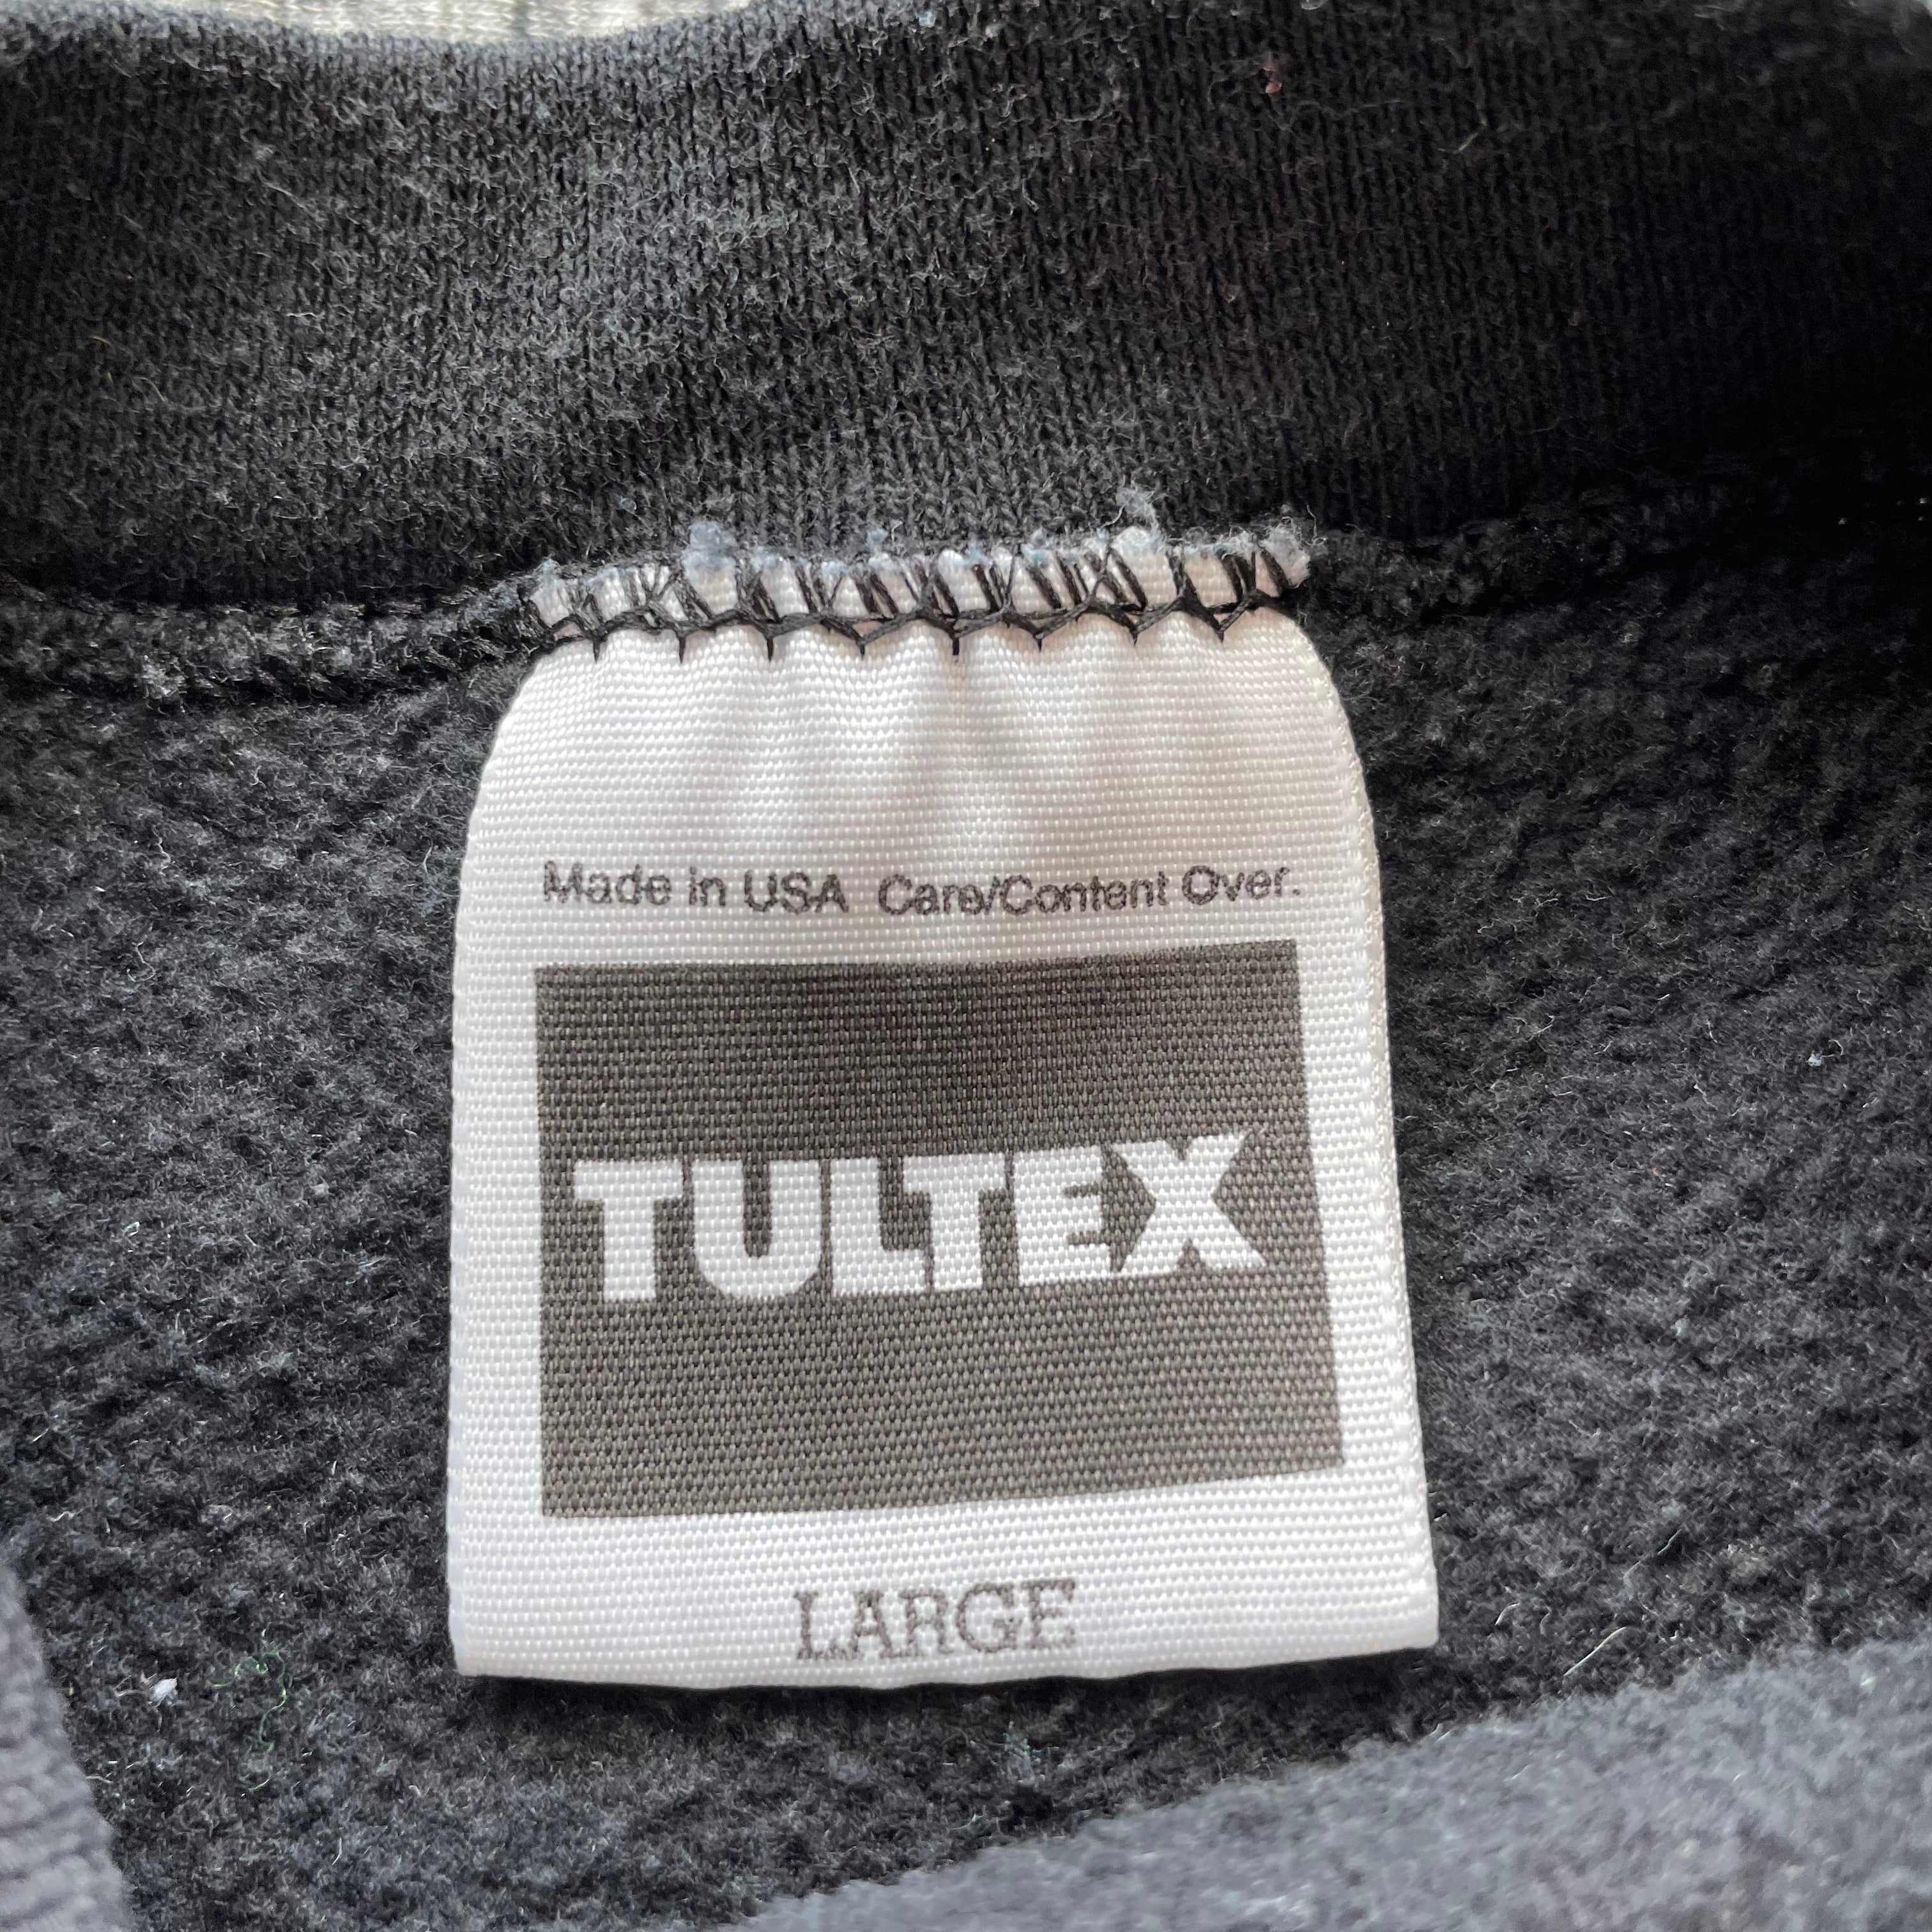 Made in USA Care/Content Over.
TULTEX
LARGE